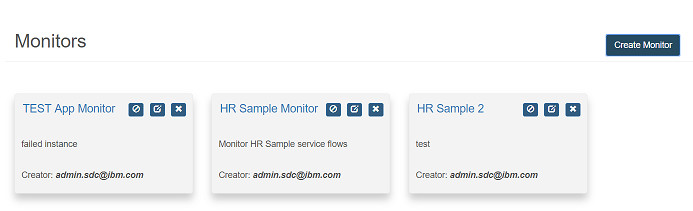 Monitors
Create Monitor
TEST App Monitor
failed instance
Creator: admin.sdc@ibm.com
HR Sample Monitor
Monitor HR Sample service flows
Creator: admin.sdc@ibm.com
HR Sample 2
test
Creator: admin.sdc@ibm.com